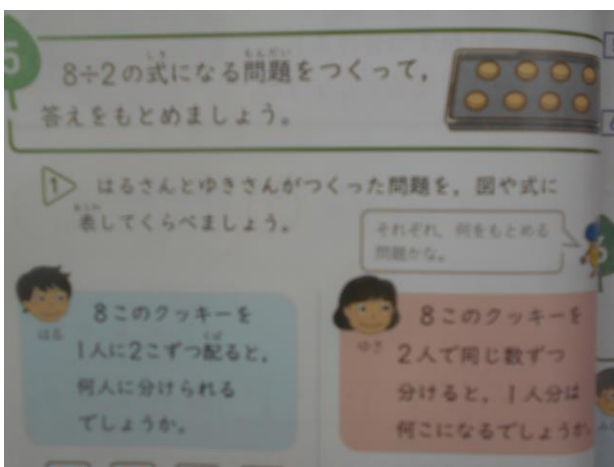 5
8÷2の式になる問題をつくって，
答えをもとめましょう。
1 はるさんとゆきさんがつくった問題を，図や式に
表してくらべましょう。
それぞれ，何をもとめる
問題かな。
はる
8このクッキーを
1人に2こずつ配ると，
何人に分けられる
でしょうか。
ゆき
8このクッキーを
2人で同じ数ずつ
分けると，1人分は
何こになるでしょうか。